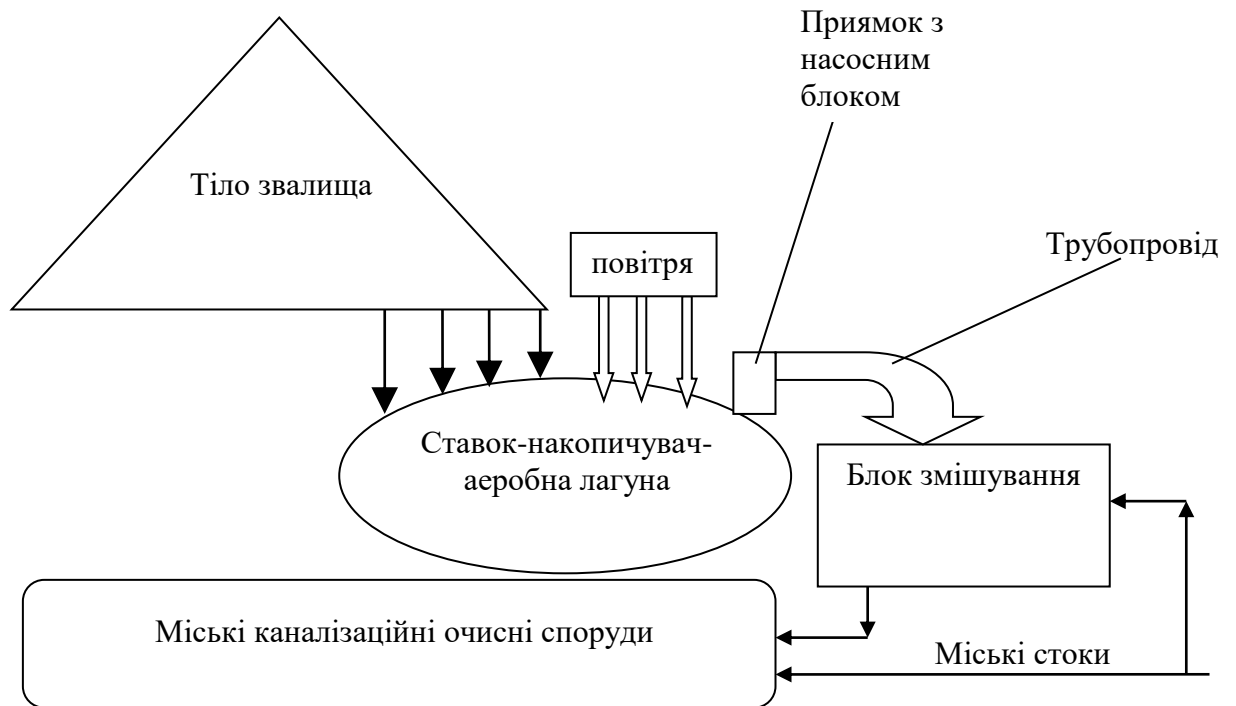 Приямок з
насосним
блоком
Тіло звалища
повітря
Трубопровід
Ставок-накопичувач-
аеробна лагуна
Блок змішування
Міські каналізаційні очисні споруди
Міські стоки